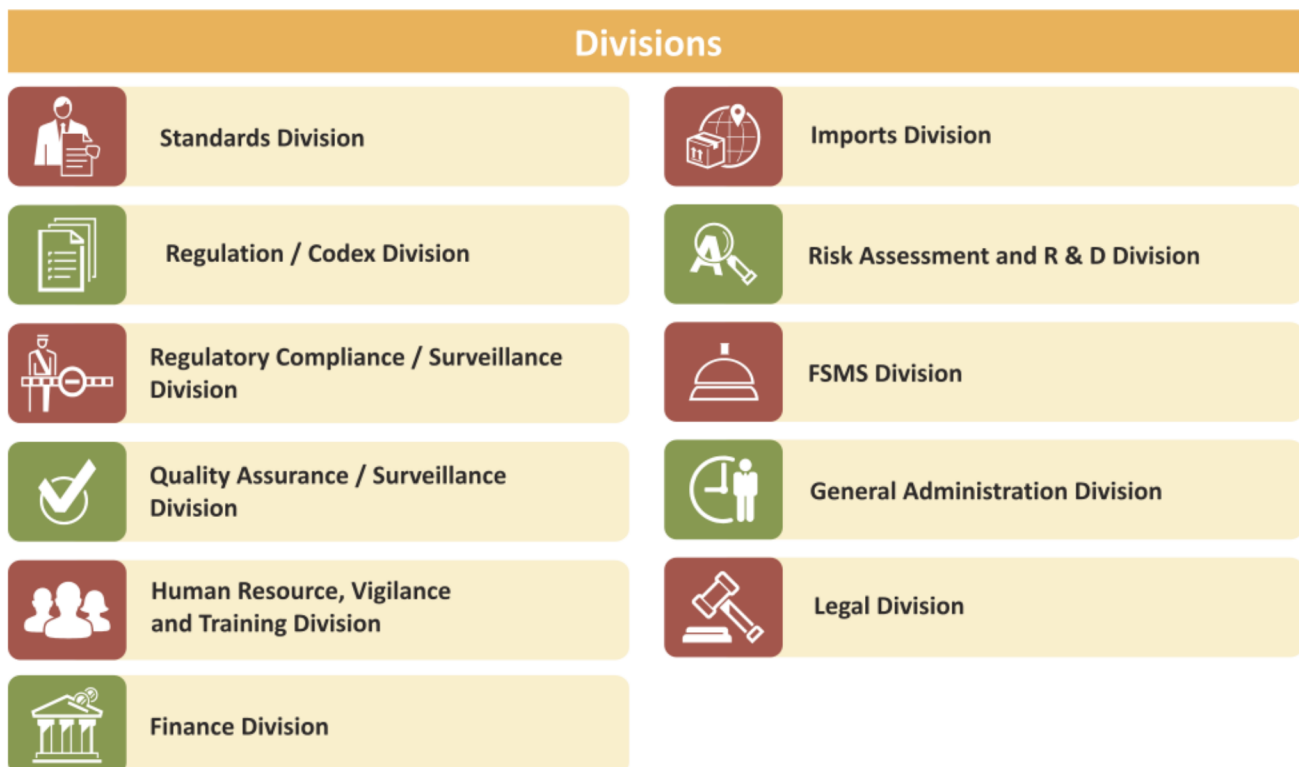 Divisions
Standards Division
Regulation / Codex Division
Regulatory Compliance / Surveillance
Division
Quality Assurance / Surveillance
Division
Human Resource, Vigilance
and Training Division
Finance Division
Imports Division
Risk Assessment and R & D Division
FSMS Division
General Administration Division
Legal Division